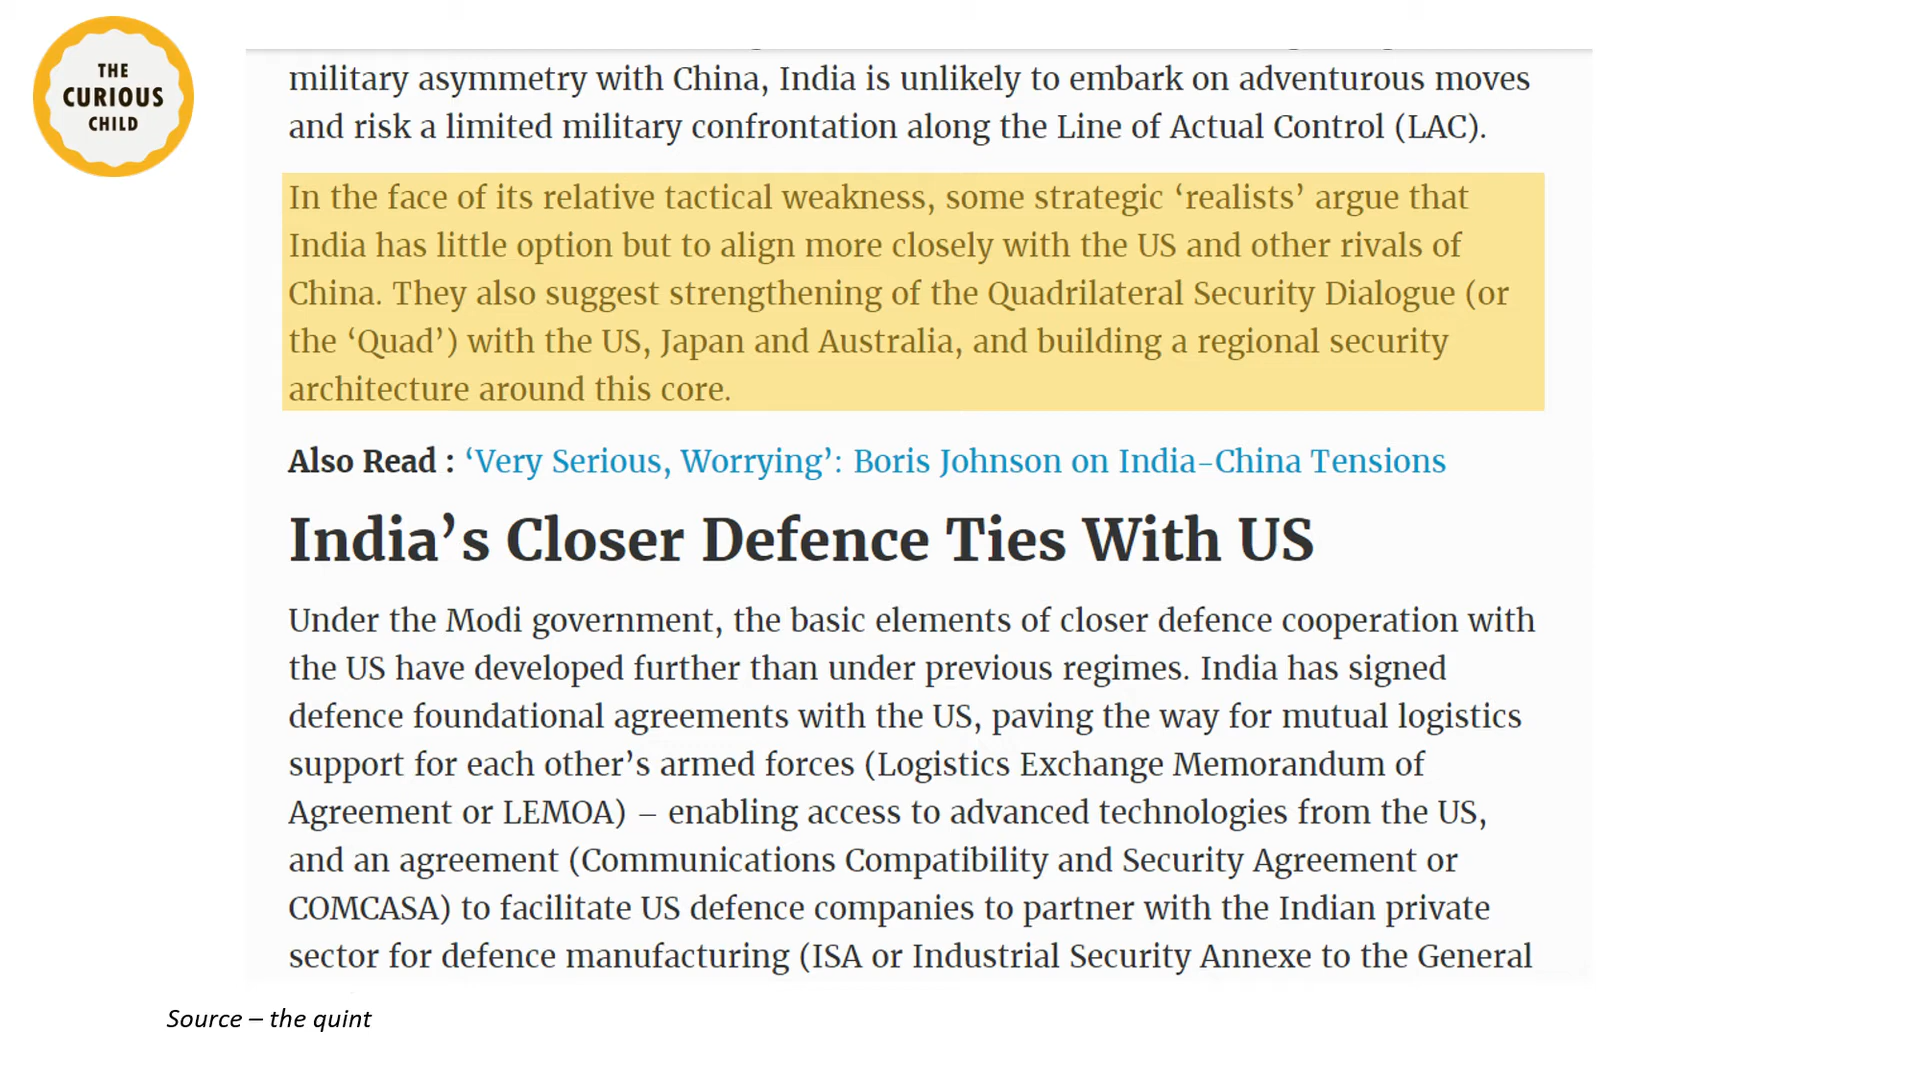 THE
CURIOUS
CHILD
military asymmetry with China, India is unlikely to embark on adventurous moves
and risk a limited military confrontation along the Line of Actual Control (LAC).
In the face of its relative tactical weakness, some strategic ‘realists’ argue that
India has little option but to align more closely with the US and other rivals of
China. They also suggest strengthening of the Quadrilateral Security Dialogue (or
the ‘Quad’) with the US, Japan and Australia, and building a regional security
architecture around this core.
Also Read : ‘Very Serious, Worrying’: Boris Johnson on India–China Tensions
India’s Closer Defence Ties With US
Under the Modi government, the basic elements of closer defence cooperation with
the US have developed further than under previous regimes. India has signed
defence foundational agreements with the US, paving the way for mutual logistics
support for each other’s armed forces (Logistics Exchange Memorandum of
Agreement or LEMOA) – enabling access to advanced technologies from the US,
and an agreement (Communications Compatibility and Security Agreement or
COMCASA) to facilitate US defence companies to partner with the Indian private
sector for defence manufacturing (ISA or Industrial Security Annexe to the General
Source – the quint